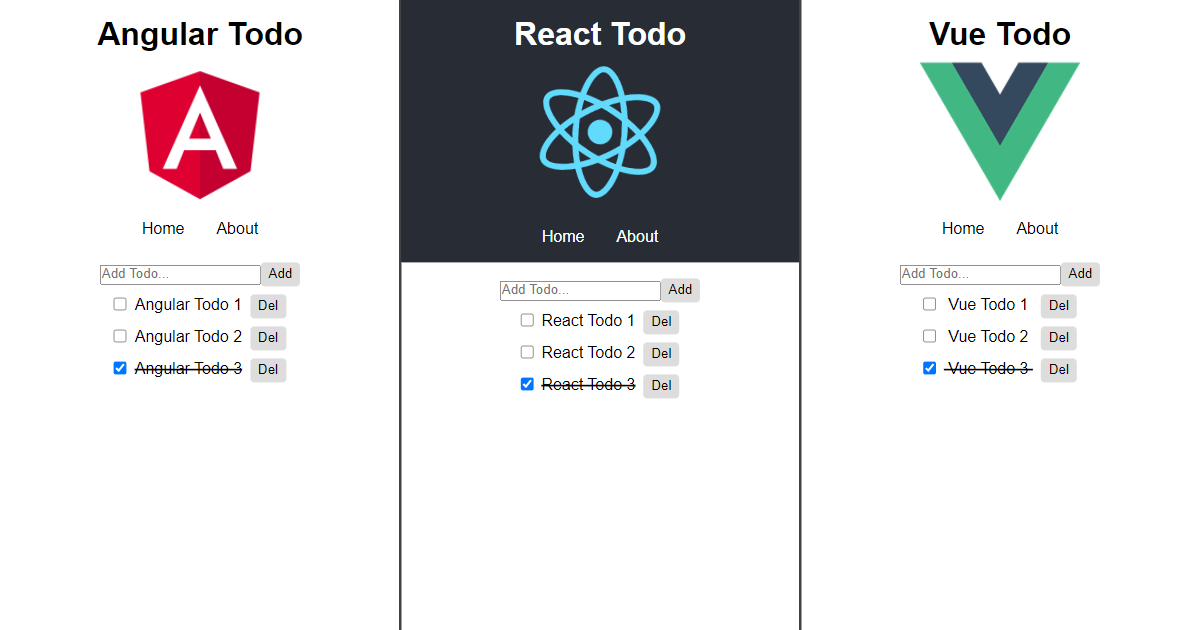 Angular Todo
Home About
Add Todo... Add
Angular Todo 1 Del
Angular Todo 2 Del
Angular Todo 3 Del
React Todo
Home About
Add Todo... Add
React Todo 1 Del
React Todo 2 Del
React Todo 3 Del
Vue Todo
Home About
Add Todo... Add
Vue Todo 1 Del
Vue Todo 2 Del
Vue Todo 3 Del